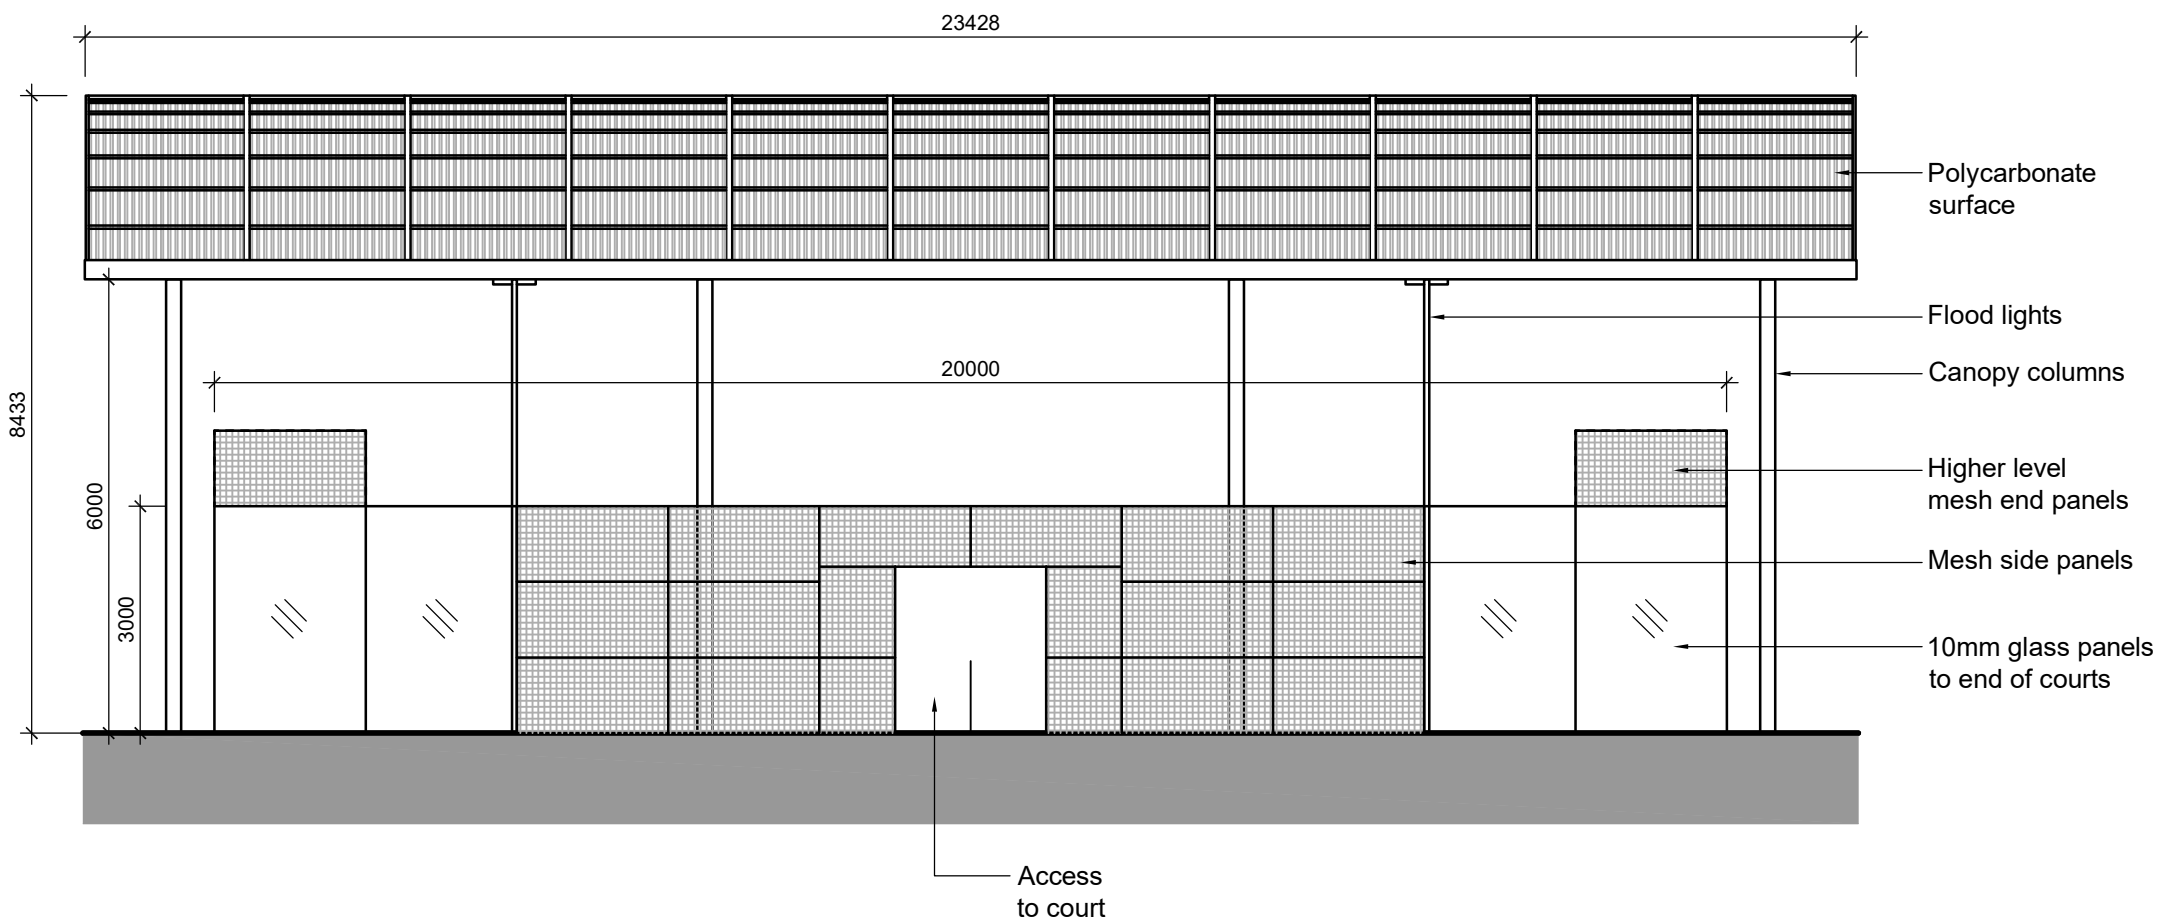 23428
Polycarbonate
surface
Flood lights
20000
Canopy columns
8433
Higher level
mesh end panels
6000
Mesh side panels
3000
10mm glass panels
to end of courts
Access
to court